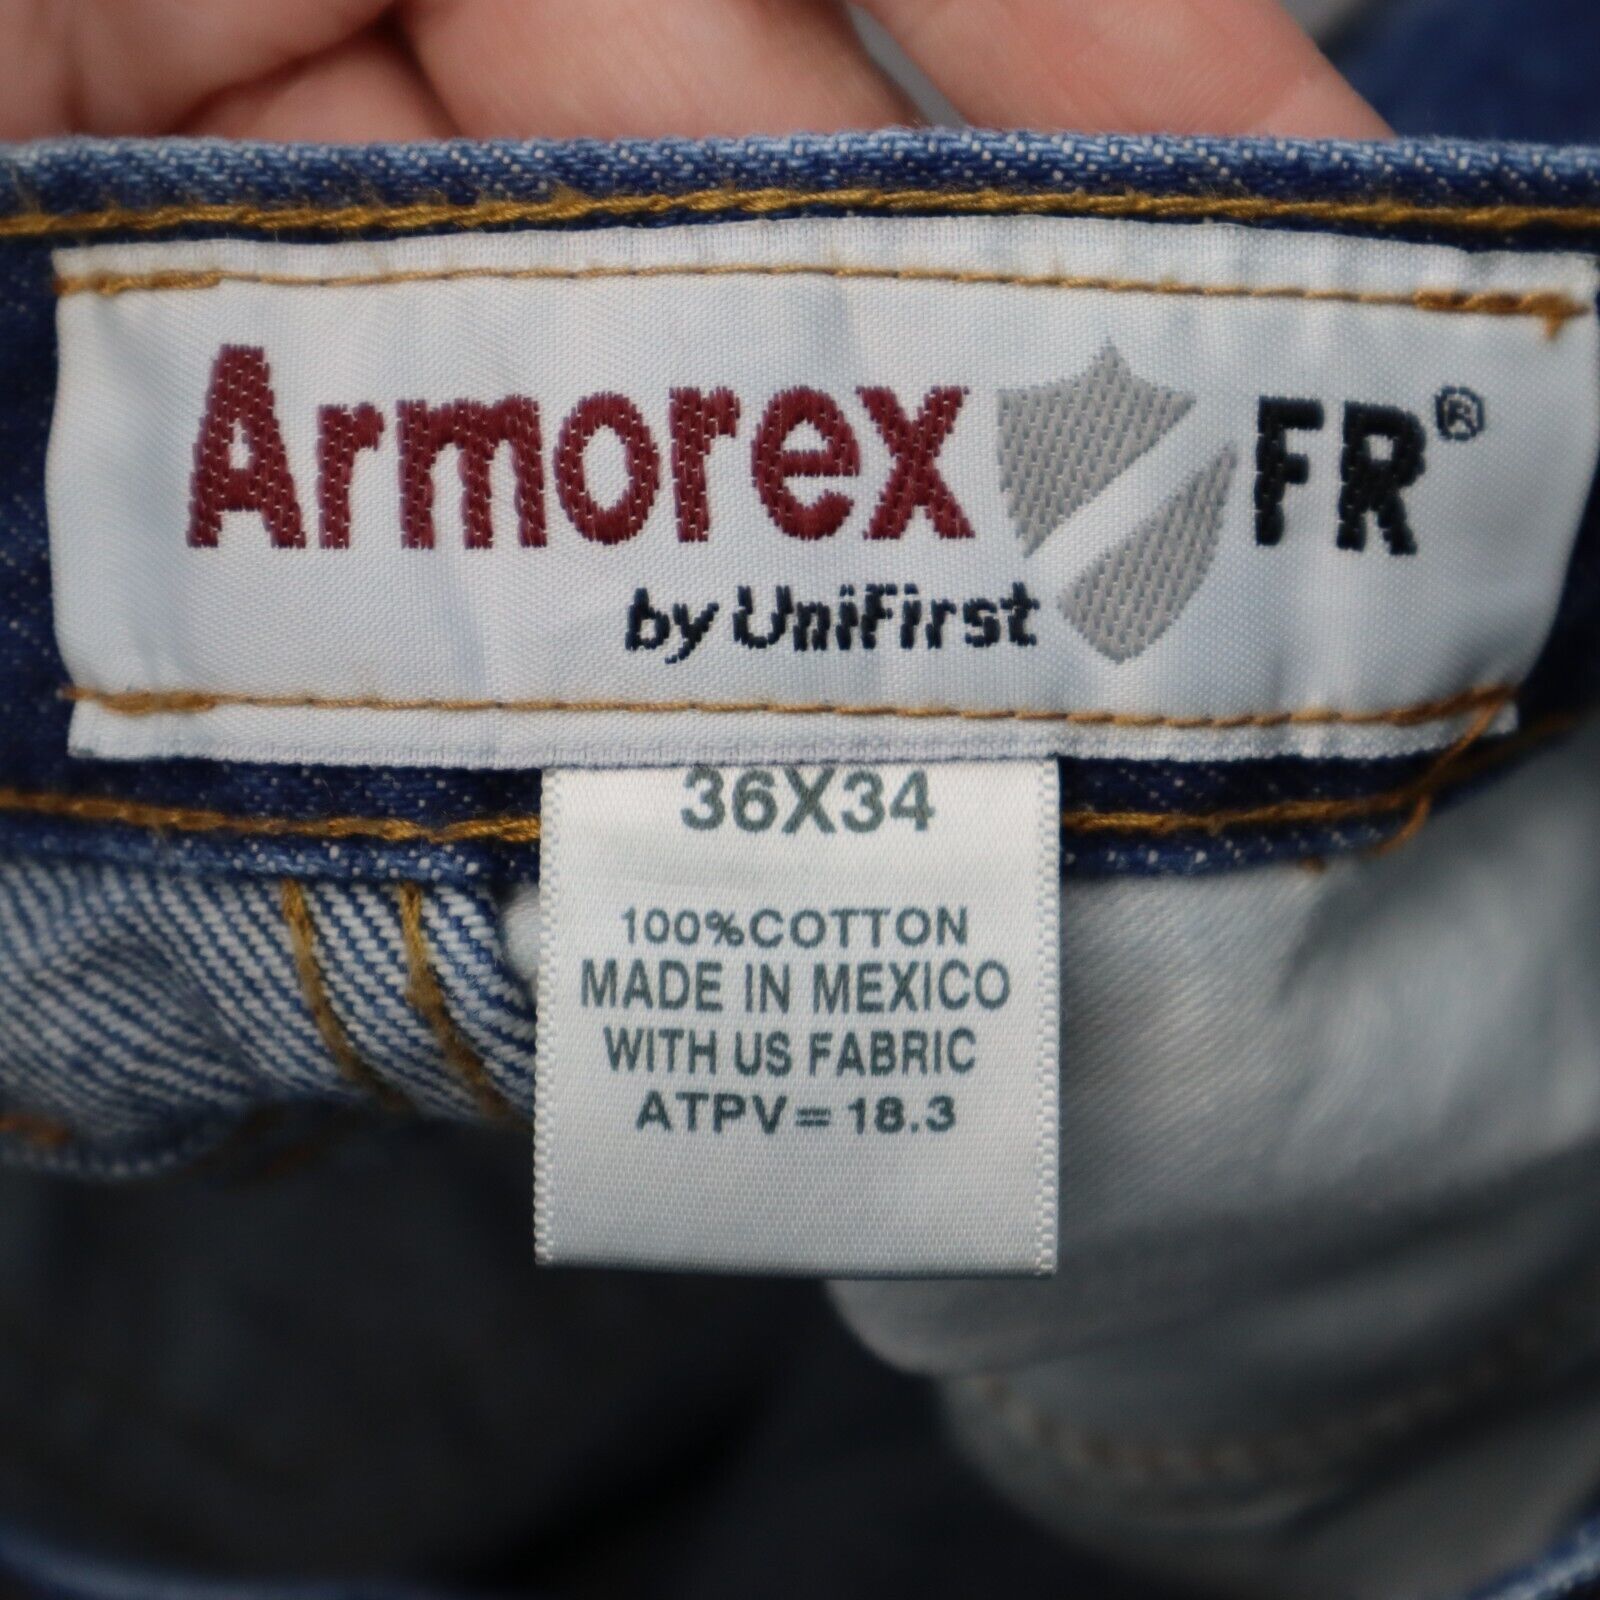 Armorex FR®
by UniFirst
36X34
100%COTTON
MADE IN MEXICO
WITH US FABRIC
ATPV=18.3